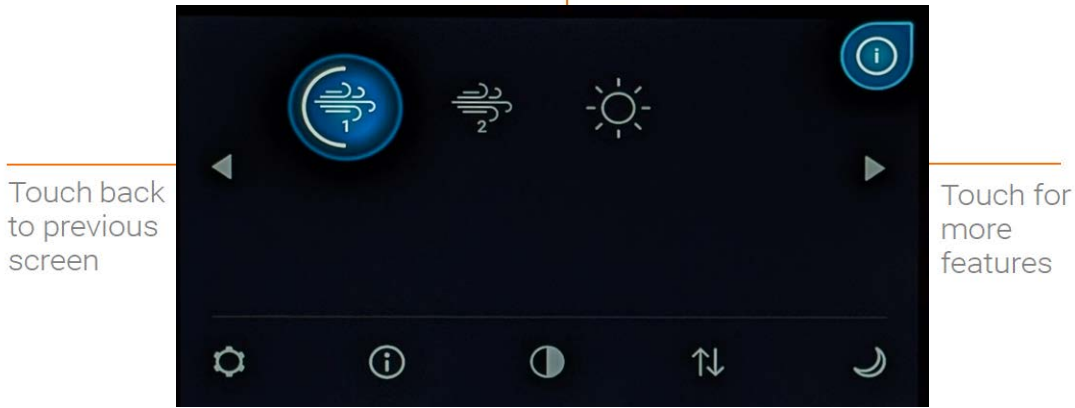 1
2
i
i
Touch back
to previous
screen
Touch for
more
features